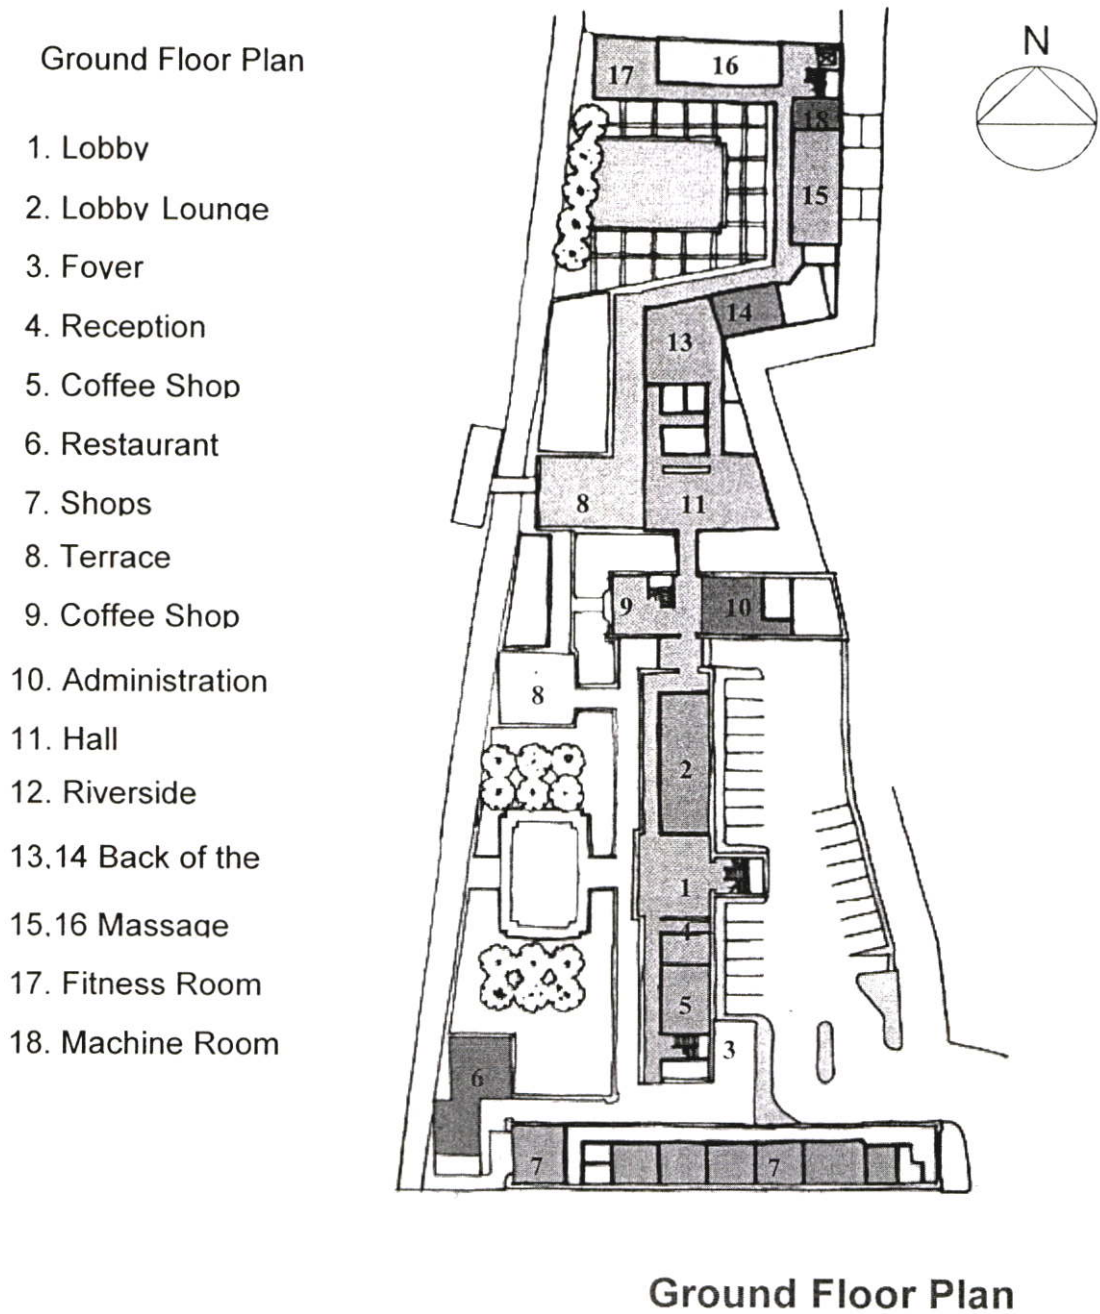 Ground Floor Plan
1. Lobby
2. Lobby Lounge
3. Foyer
4. Reception
5. Coffee Shop
6. Restaurant
7. Shops
8. Terrace
9. Coffee Shop
10. Administration
11. Hall
12. Riverside
13,14 Back of the
15,16 Massage
17. Fitness Room
18. Machine Room
N
17
16
18
15
14
13
8
11
9
10
8
2
1
4
5
3
6
7
7
Ground Floor Plan